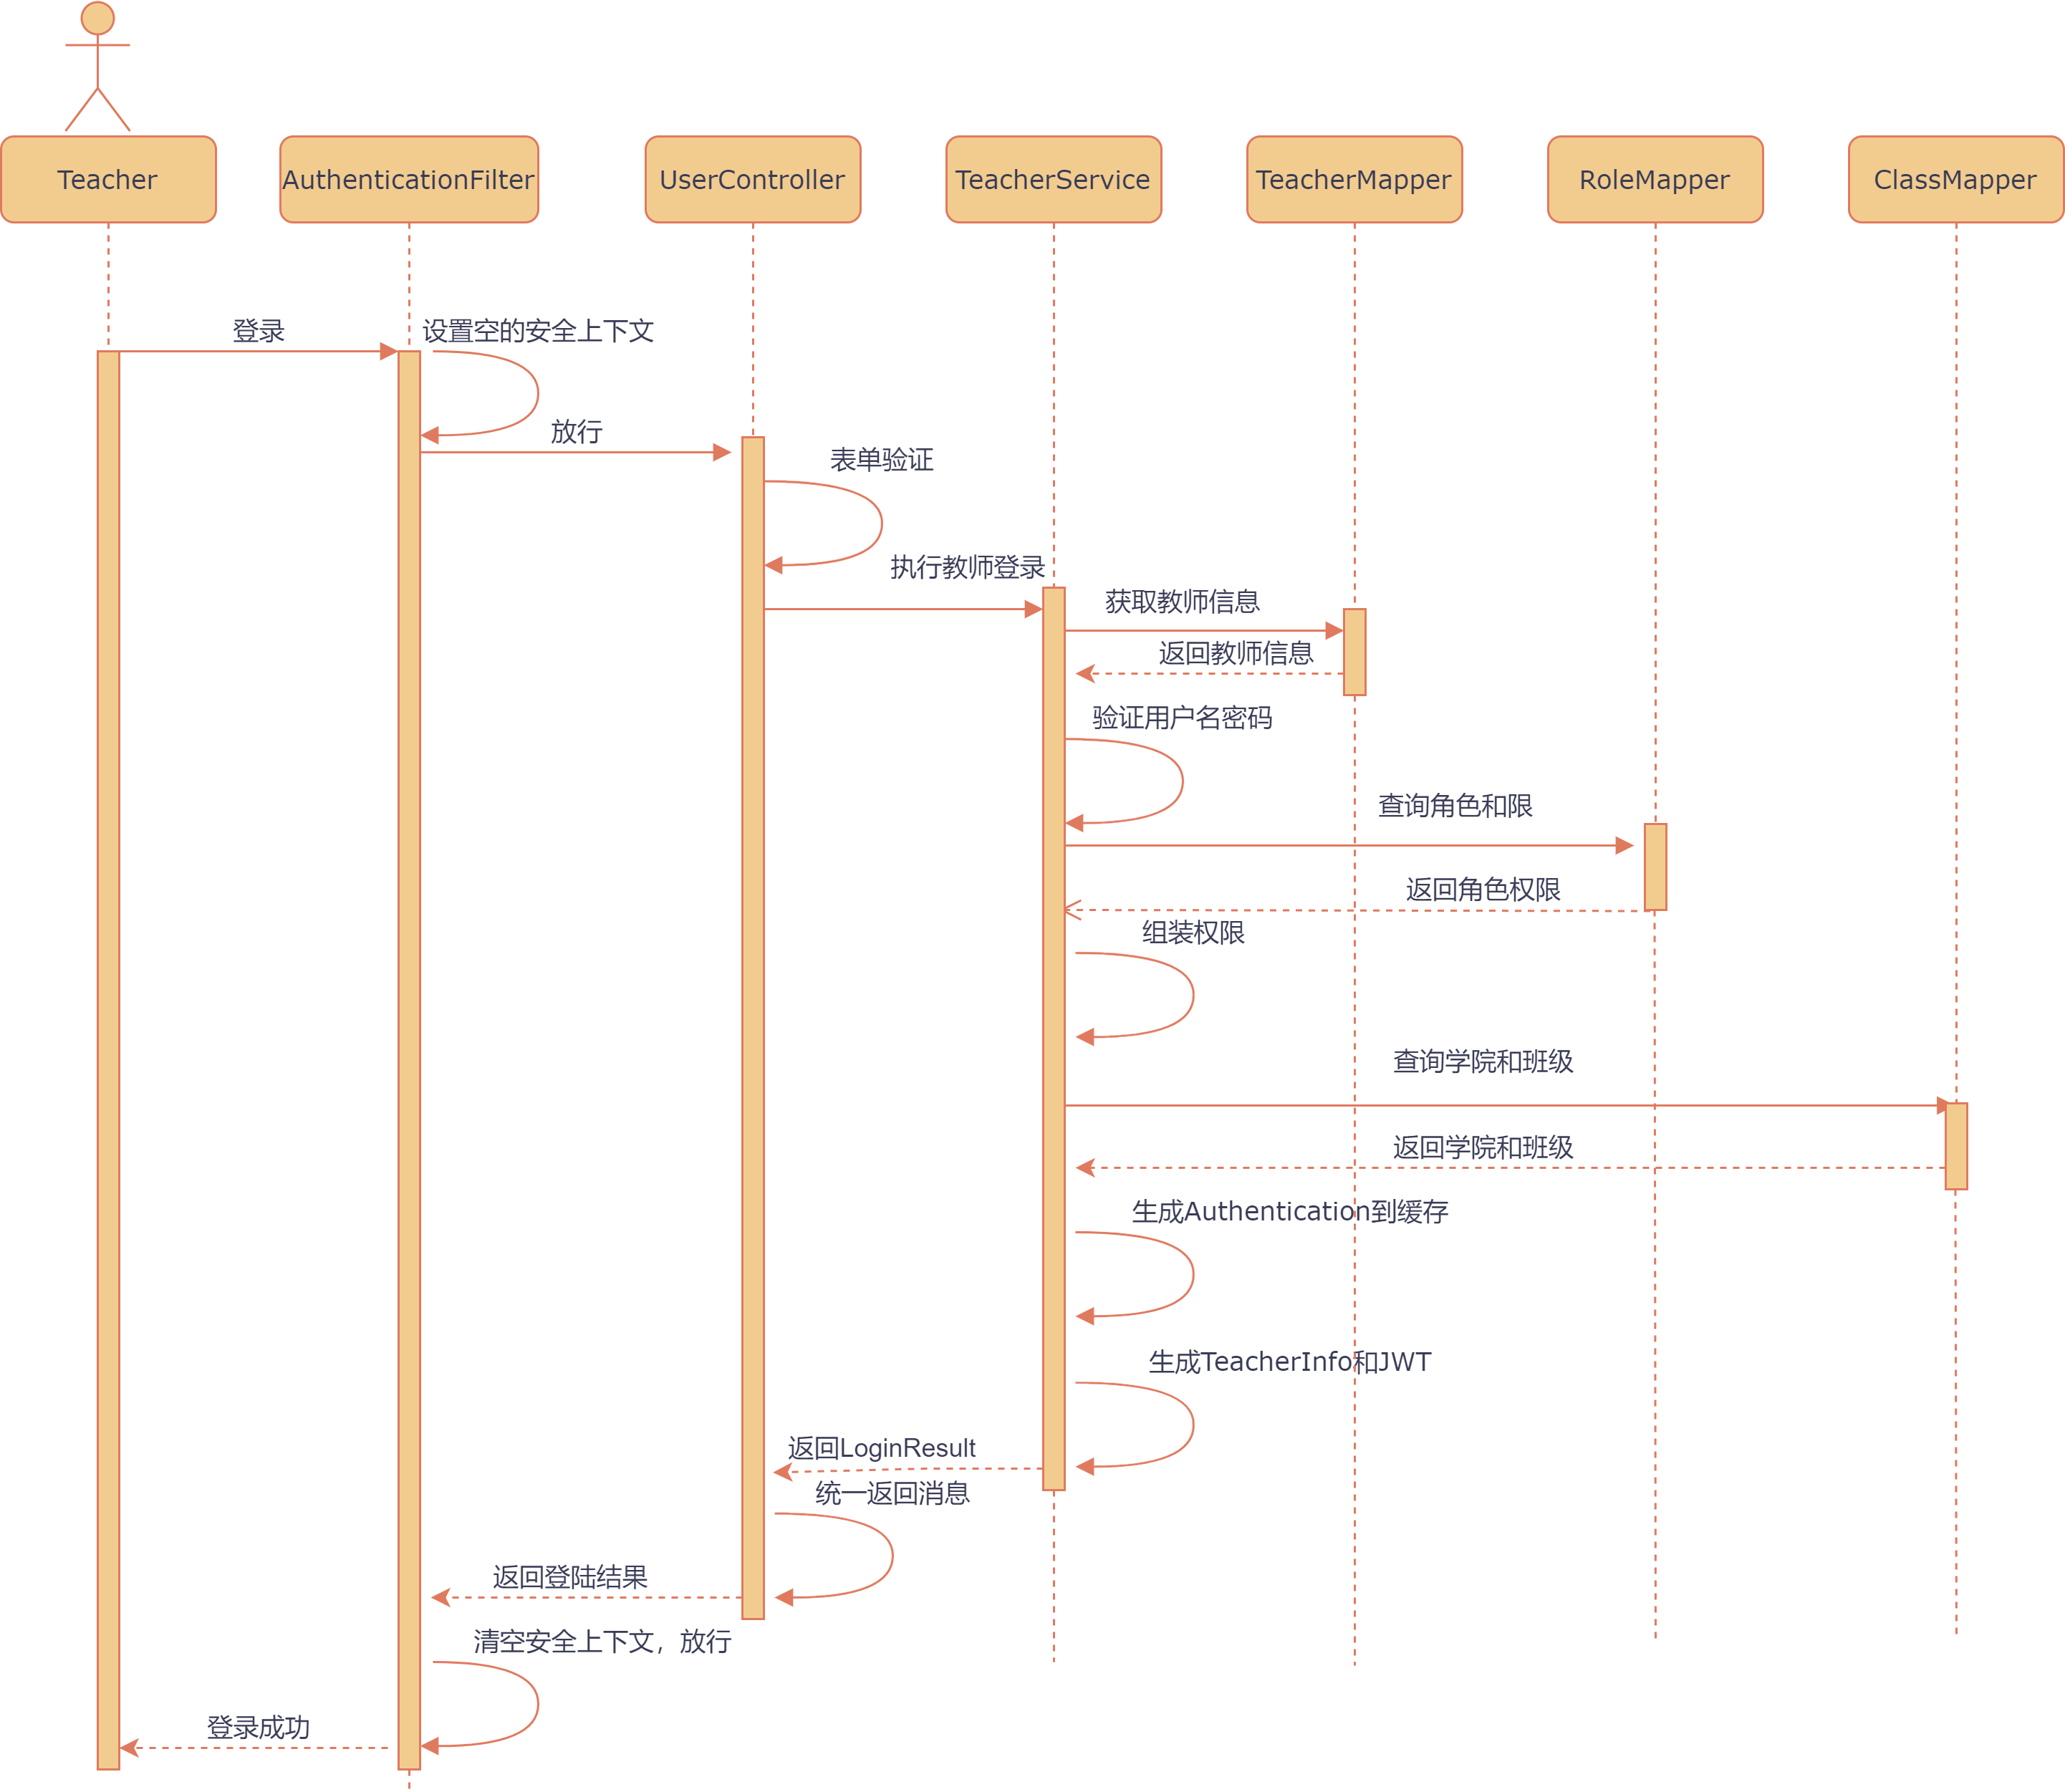 Teacher
AuthenticationFilter
UserController
TeacherService
TeacherMapper
RoleMapper
ClassMapper
登录
设置空的安全上下文
放行
表单验证
执行教师登录
获取教师信息
返回教师信息
验证用户名密码
查询角色和限
返回角色权限
组装权限
查询学院和班级
返回学院和班级
生成Authentication到缓存
生成TeacherInfo和JWT
返回LoginResult
统一返回消息
返回登陆结果
清空安全上下文，放行
登录成功